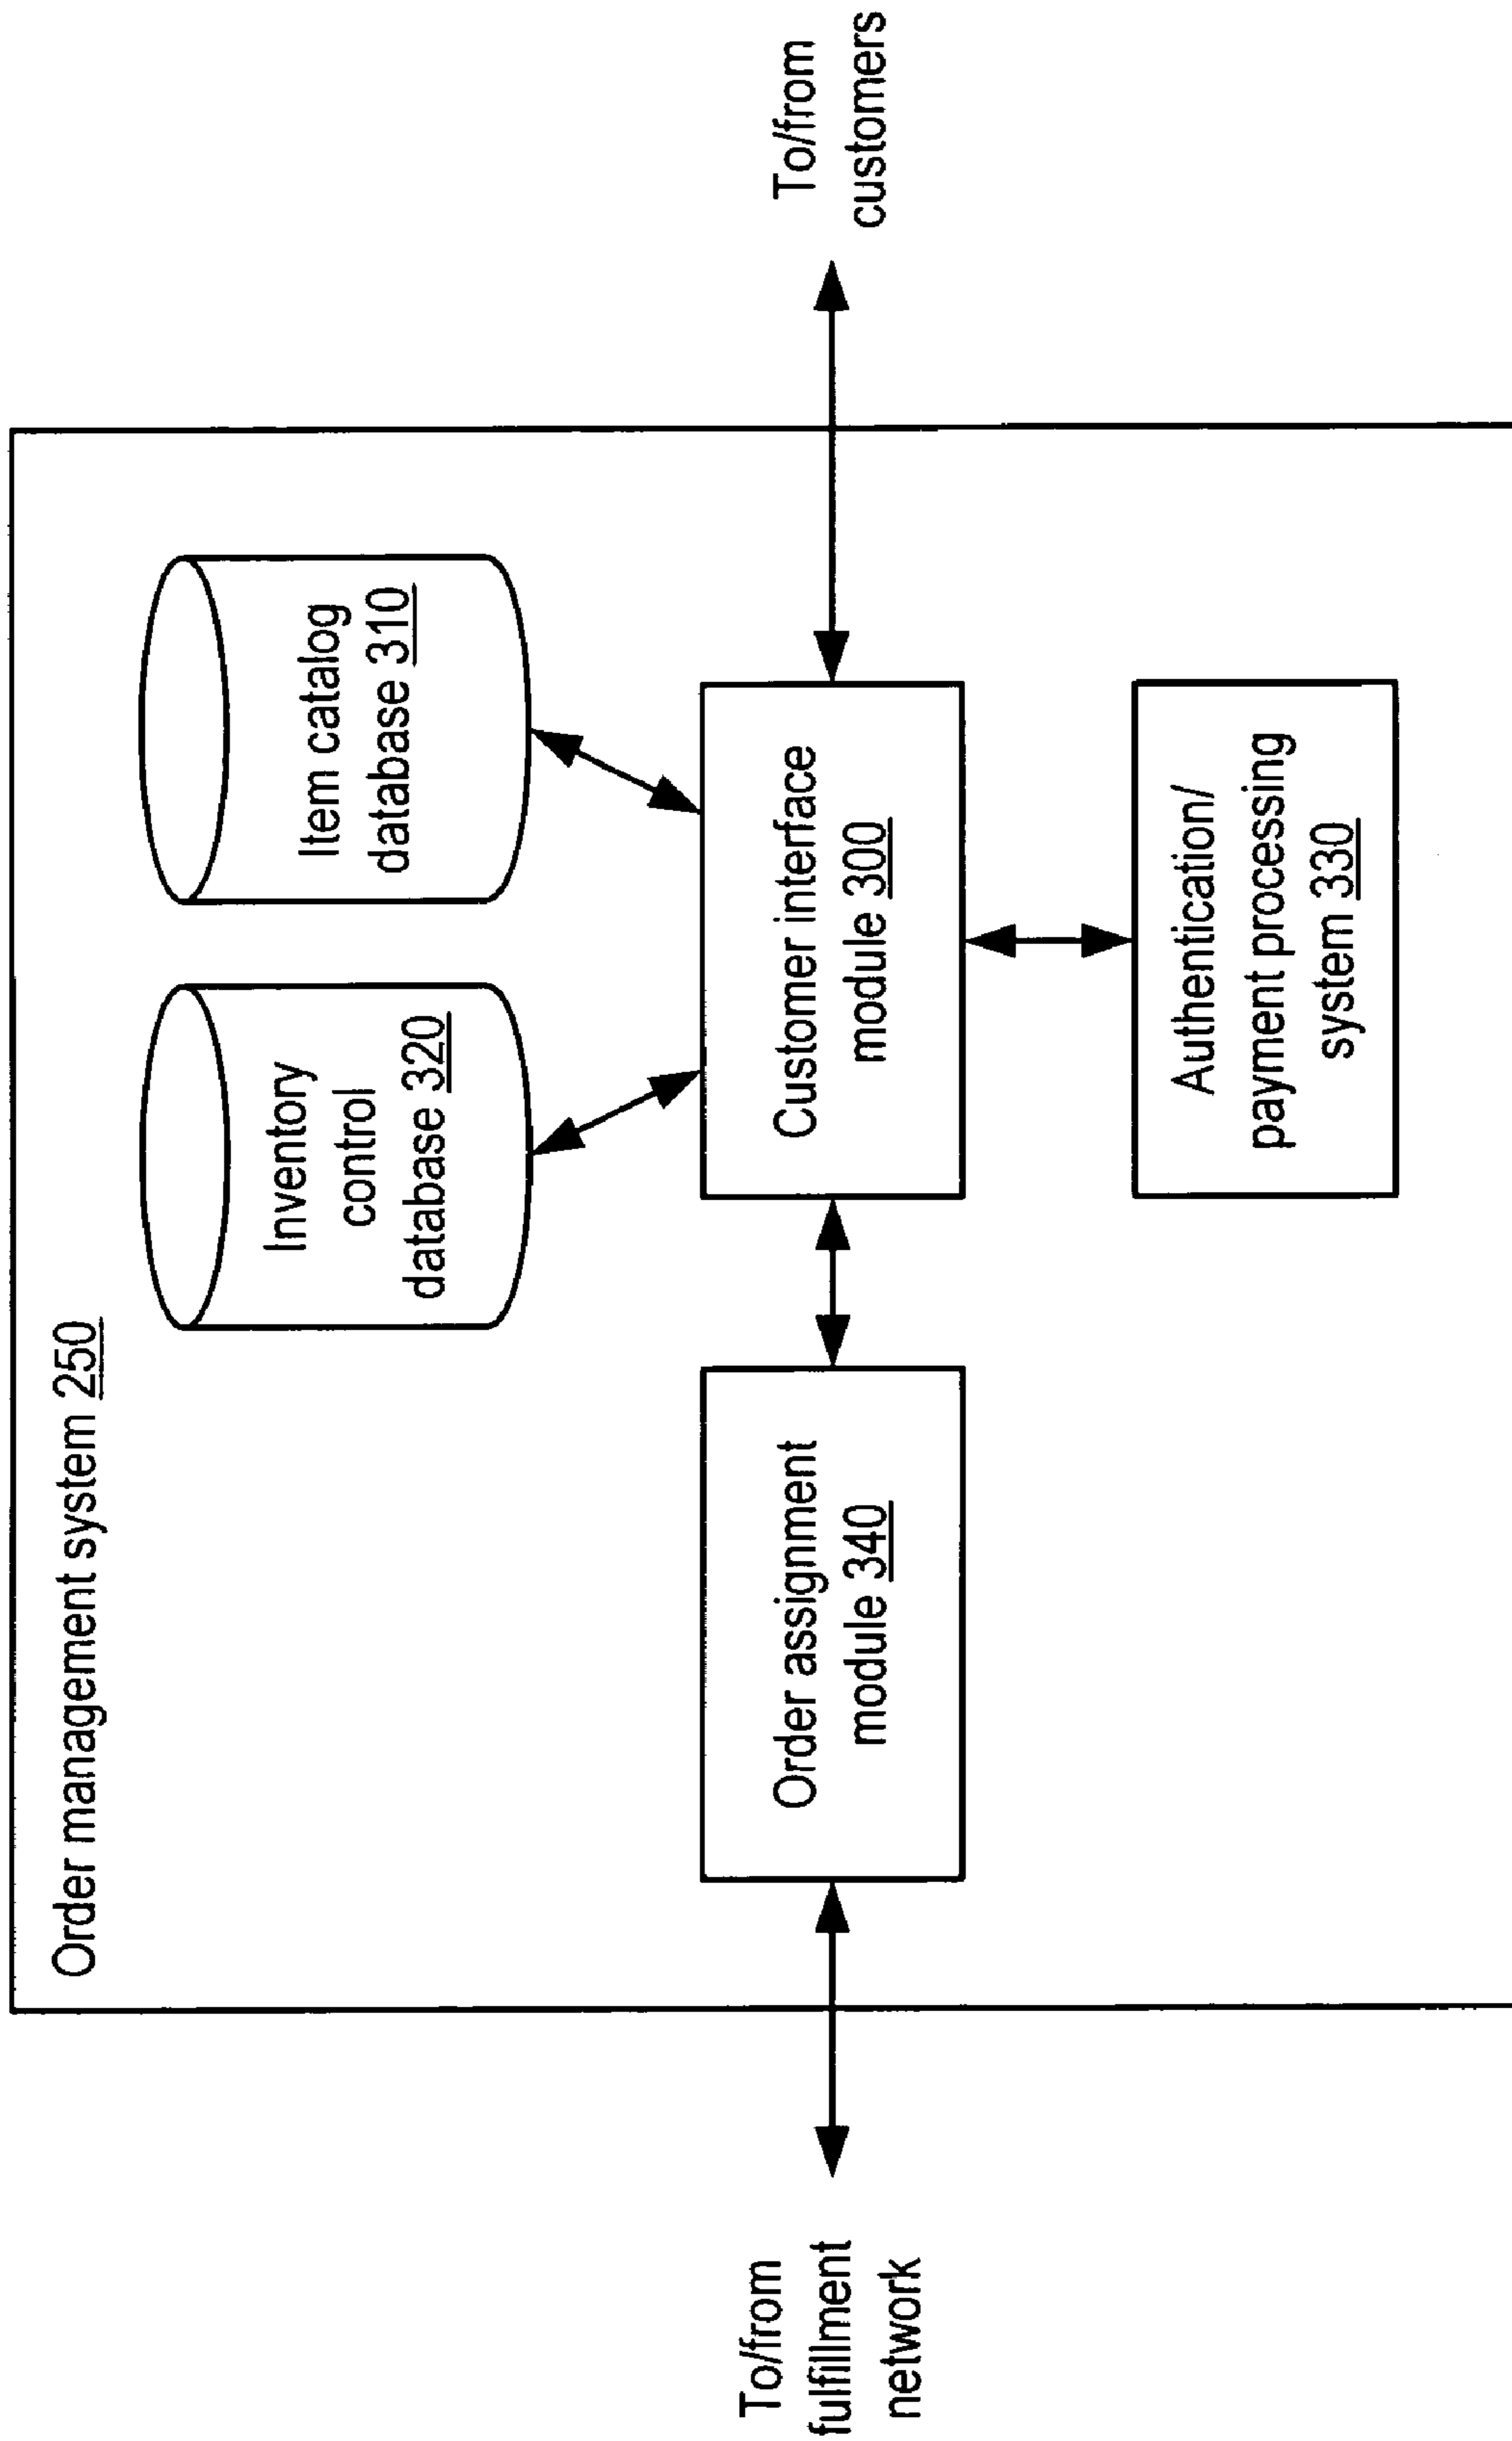 Order management system 250
Inventory
control
database 320
Item catalog
database 310
To/from
fulfillment
network
Order assignment
module 340
Customer interface
module 300
To/from
customers
Authentication/
payment processing
system 330